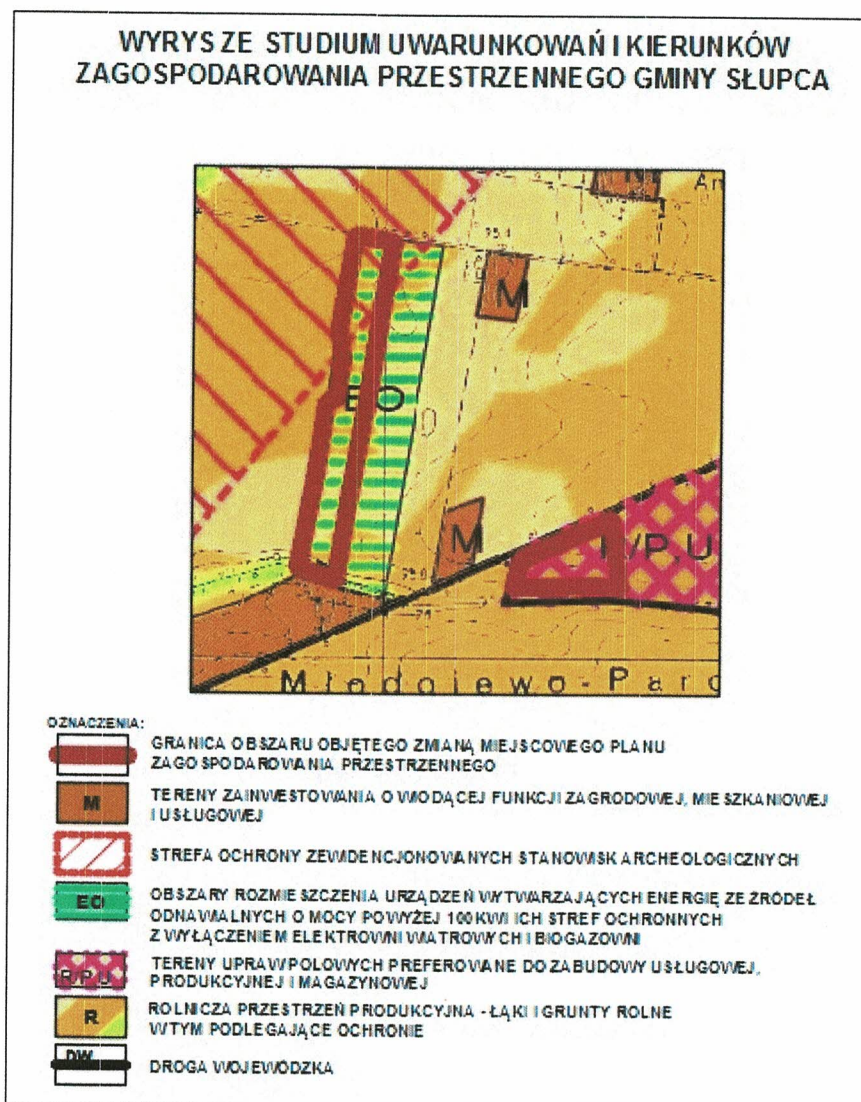 WYRYS ZE STUDIUM UWARUNKOWAŃ I KIERUNKÓW
ZAGOSPODAROWANIA PRZESTRZENNEGO GMINY SŁUPCA
M
An
95.4
M
EO
M
R/P,U
Młodojewo-Parc
OZNACZENIA:
GRANICA OBSZARU OBJĘTEGO ZMIANĄ MIEJSCOWEGO PLANU
ZAGOSPODAROWANIA PRZESTRZENNEGO
M
TERENY ZAINWESTOWANIA O WIODĄCEJ FUNKCJI ZAGRODOWEJ, MIESZKANIOWEJ
I USŁUGOWEJ
STREFA OCHRONY ZEWIDENCJONOWANYCH STANOWISK ARCHEOLOGICZNYCH
EO
OBSZARY ROZMIESZCZENIA URZĄDZEŃ WYTWARZAJĄCYCH ENERGIĘ ZE ŹRÓDEŁ
ODNAWIALNYCH O MOCY POWYŻEJ 100KW I ICH STREF OCHRONNYCH
Z WYŁĄCZENIEM ELEKTROWNI WIATROWYCH I BIOGAZOWNI
R/P,U
TERENY UPRAW POLOWYCH PREFEROWANE DO ZABUDOWY USŁUGOWEJ,
PRODUKCYJNEJ I MAGAZYNOWEJ
R
ROLNICZA PRZESTRZEŃ PRODUKCYJNA - ŁĄKI I GRUNTY ROLNE
W TYM PODLEGAJĄCE OCHRONIE
DW
DROGA WOJEWÓDZKA